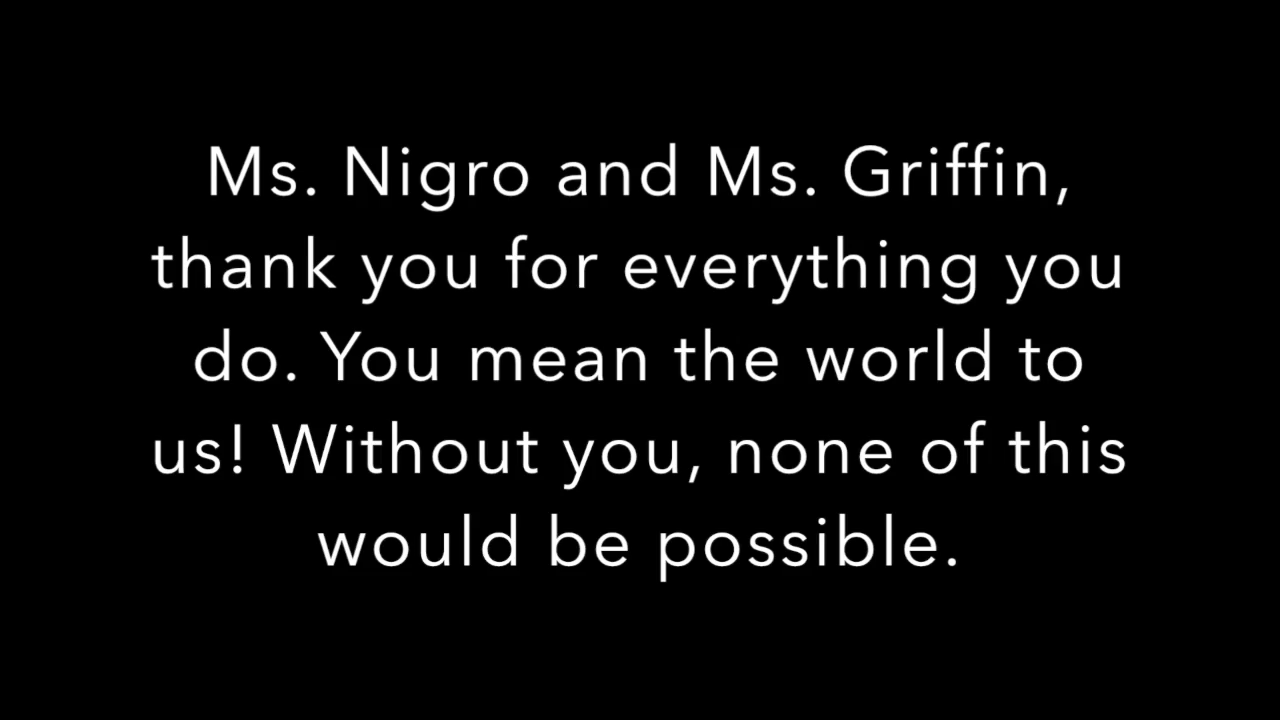 Ms. Nigro and Ms. Griffin,
thank you for everything you
do. You mean the world to
us! Without you, none of this
would be possible.